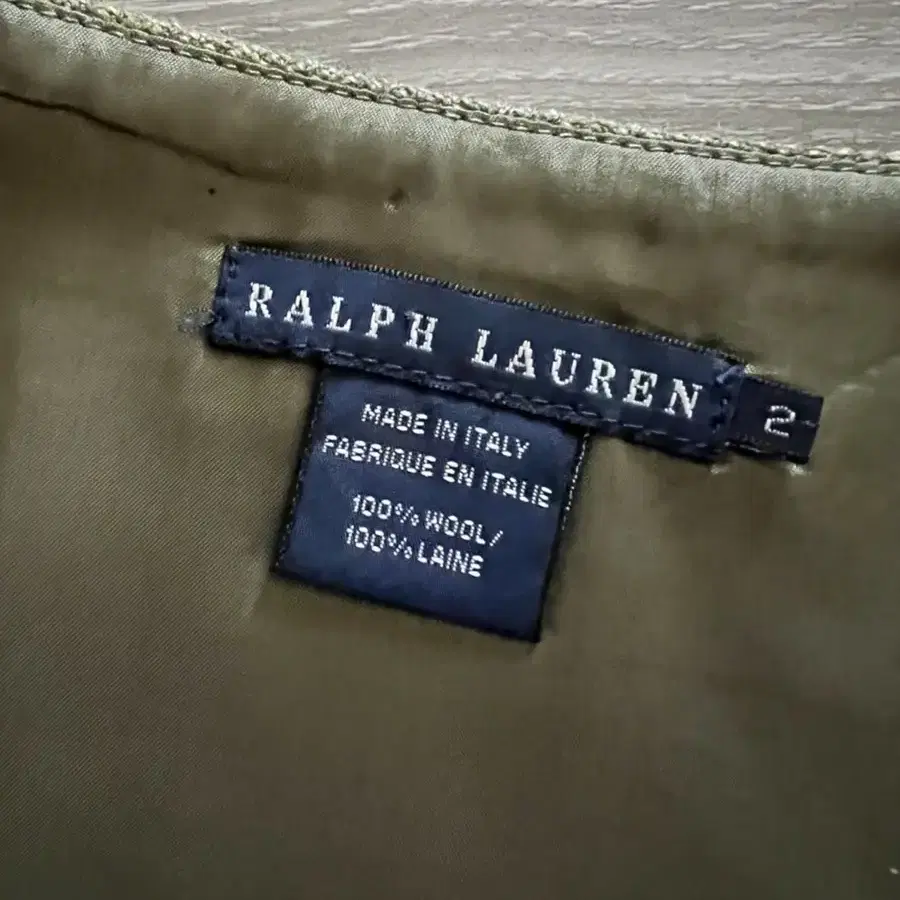 RALPH LAUREN 2
MADE IN ITALY
FABRIQUE EN ITALIE
100% WOOL/
100% LAINE